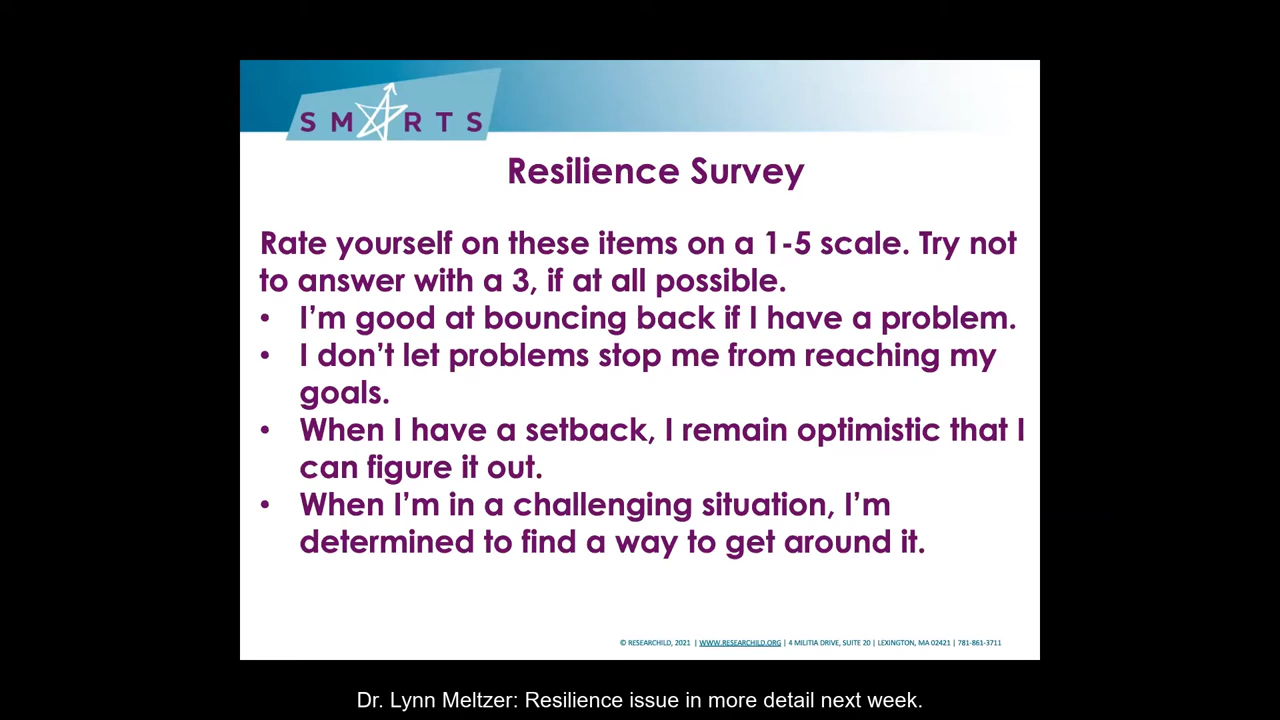 SMARTS
Resilience Survey
Rate yourself on these items on a 1-5 scale. Try not
to answer with a 3, if at all possible.
• I'm good at bouncing back if I have a problem.
• I don't let problems stop me from reaching my
goals.
• When I have a setback, I remain optimistic that I
can figure it out.
• When I'm in a challenging situation, I'm
determined to find a way to get around it.
© RESEARCHILD, 2021 | WWW.RESEARCHILD.ORG | 4 MILITIA DRIVE, SUITE 20 | LEXINGTON, MA 02421 | 781-861-3711
Dr. Lynn Meltzer: Resilience issue in more detail next week.